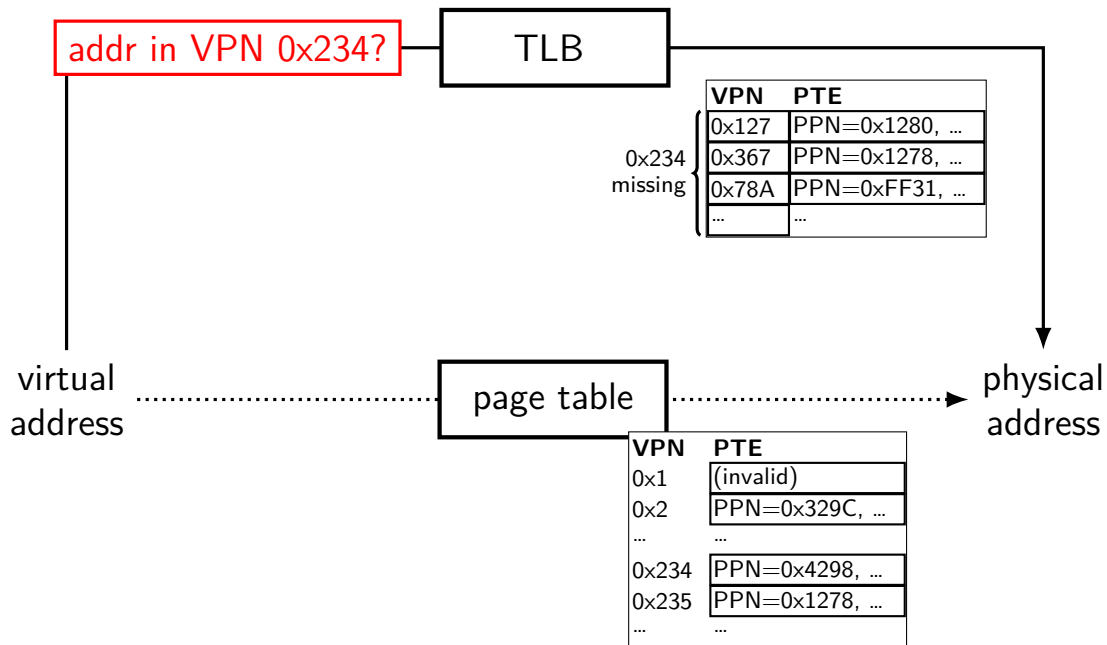 addr in VPN 0x234?
TLB
VPN PTE
0x127 PPN=0x1280, ...
0x367 PPN=0x1278, ...
0x78A PPN=0xFF31, ...
... ...
0x234
missing
virtual
address
page table
physical
address
VPN PTE
0x1 (invalid)
0x2 PPN=0x329C, ...
... ...
0x234 PPN=0x4298, ...
0x235 PPN=0x1278, ...
... ...